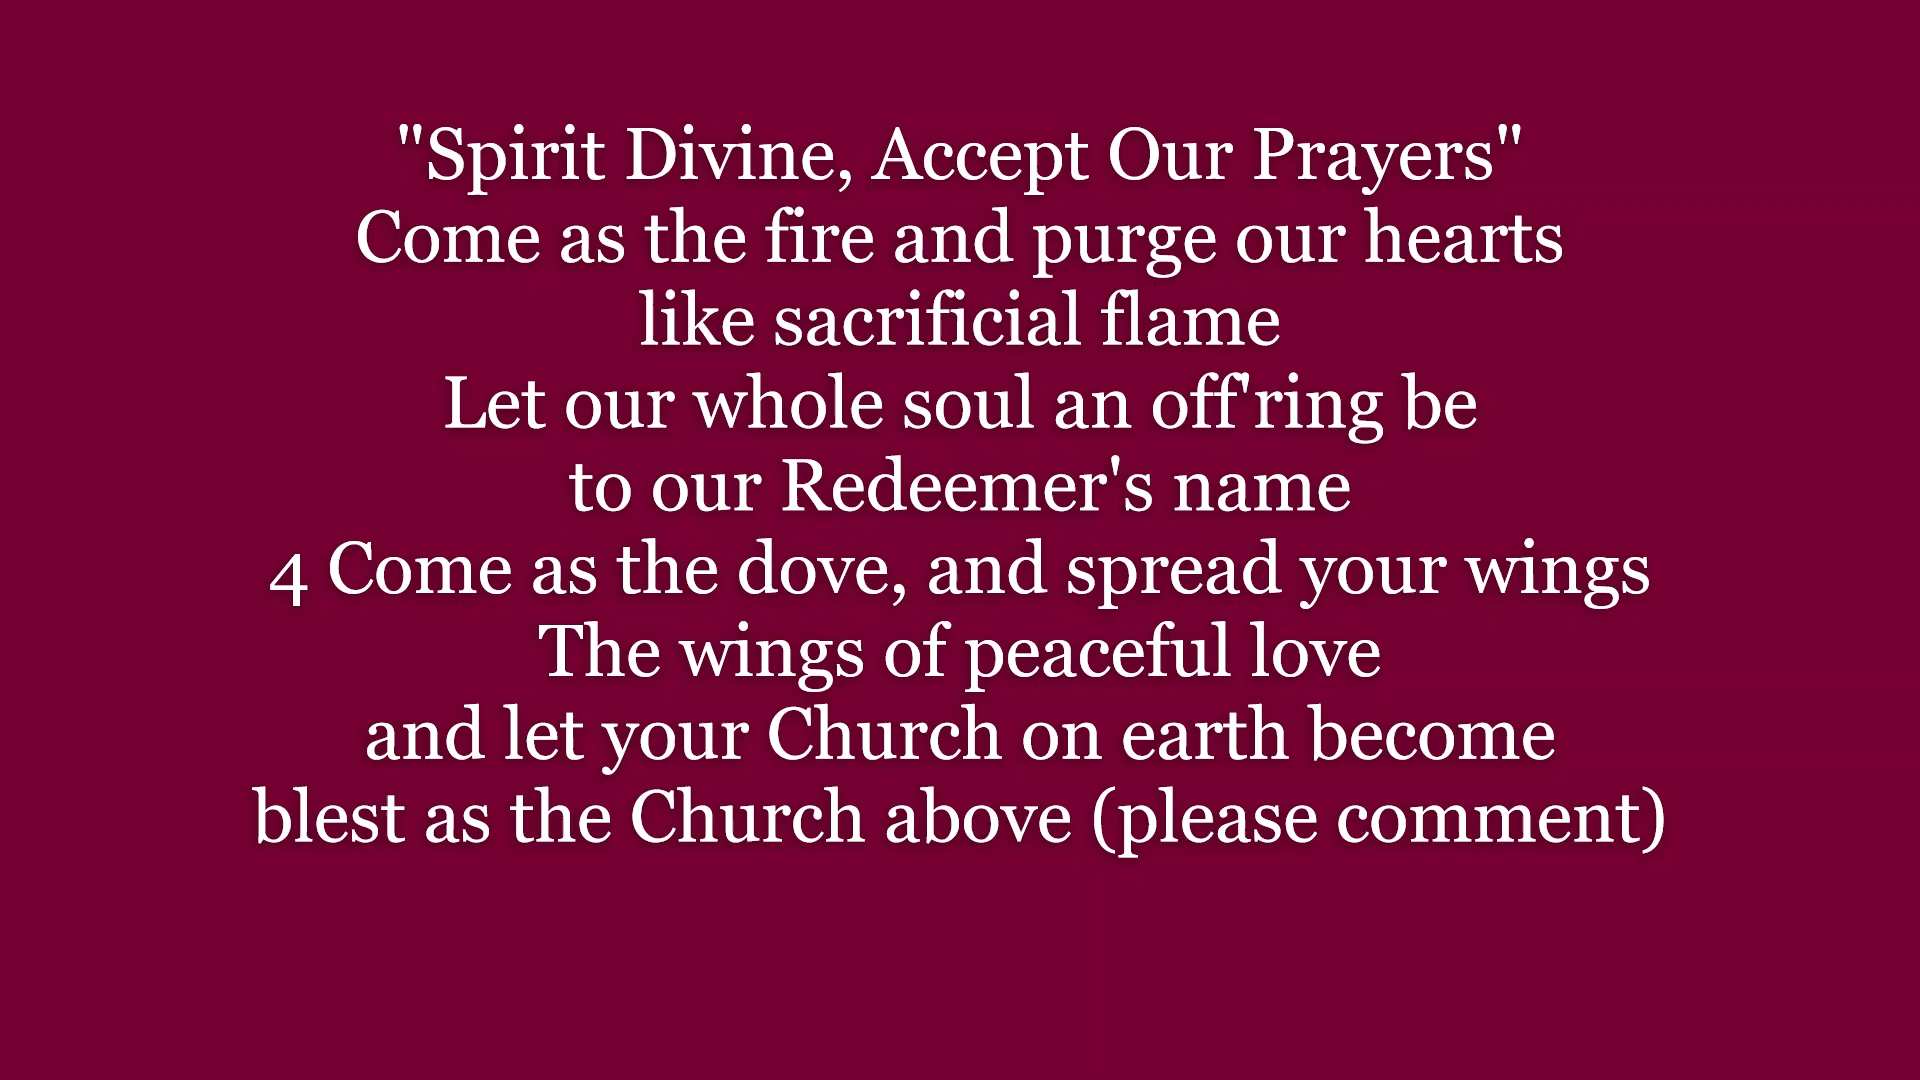 "Spirit Divine, Accept Our Prayers"
Come as the fire and purge our hearts
like sacrificial flame
Let our whole soul an off'ring be
to our Redeemer's name
4 Come as the dove, and spread your wings
The wings of peaceful love
and let your Church on earth become
blest as the Church above (please comment)